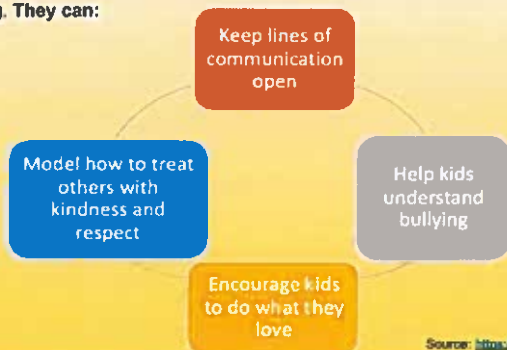 g. They can:
Keep lines of
communication
open
Help kids
understand
bullying
Encourage kids
to do what they
love
Model how to treat
others with
kindness and
respect
Source: https: